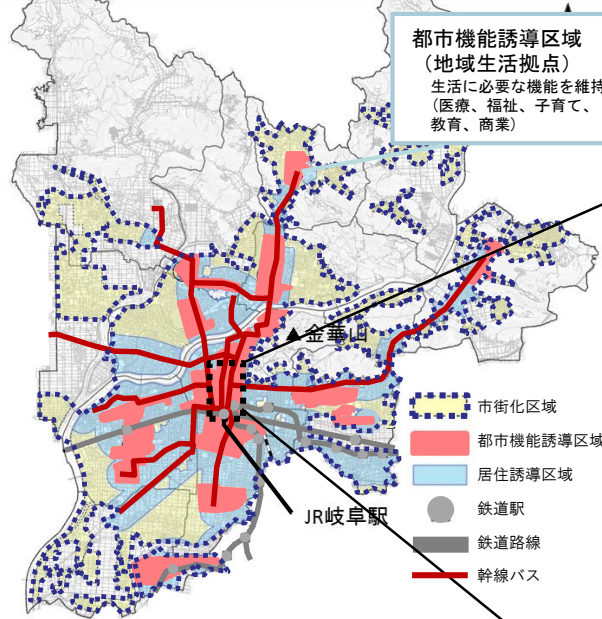 都市機能誘導区域
(地域生活拠点)
生活に必要な機能を維持
(医療、福祉、子育て、
教育、商業)
金華山
市街化区域
都市機能誘導区域
居住誘導区域
鉄道駅
JR岐阜駅
鉄道路線
幹線バス